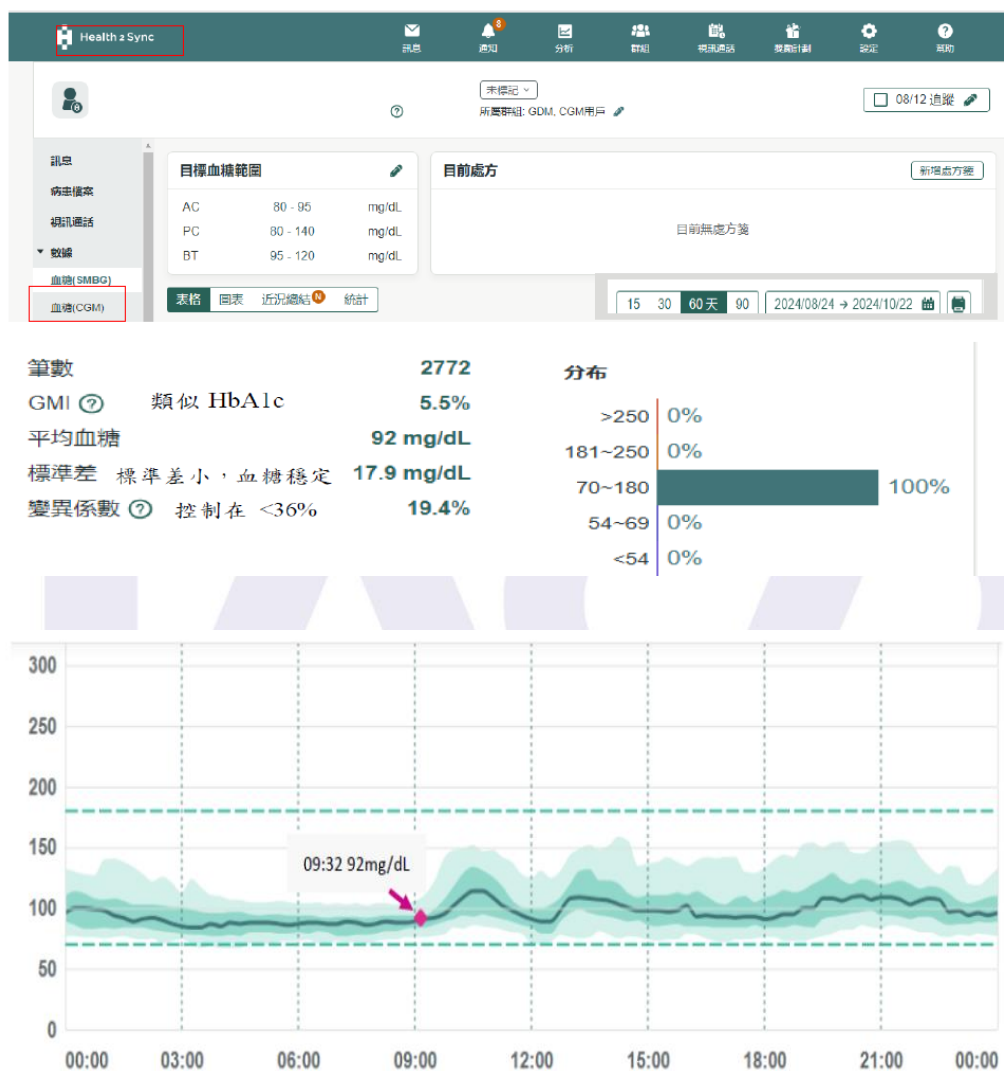 Health2Sync
訊息
8
通知
分析
群組
視訊通話
獎勵計劃
設定
幫助
未標記
所屬群組: GDM, CGM用戶
08/12 追蹤
訊息
病患檔案
視訊通話
數據
血糖(SMBG)
血糖(CGM)
目標血糖範圍
AC 80 - 95 mg/dL
PC 80 - 140 mg/dL
BT 95 - 120 mg/dL
目前處方
新增處方箋
目前無處方箋
表格 圖表 近況總結 N 統計
15 30 60天 90 2024/08/24 → 2024/10/22
筆數 2772
GMI ? 類似 HbA1c 5.5%
平均血糖 92 mg/dL
標準差 標準差小，血糖穩定 17.9 mg/dL
變異係數 ? 控制在 <36% 19.4%
分布
>250 0%
181~250 0%
70~180 100%
54~69 0%
<54 0%
300
250
200
150
100
50
0
09:32 92mg/dL
00:00 03:00 06:00 09:00 12:00 15:00 18:00 21:00 00:00